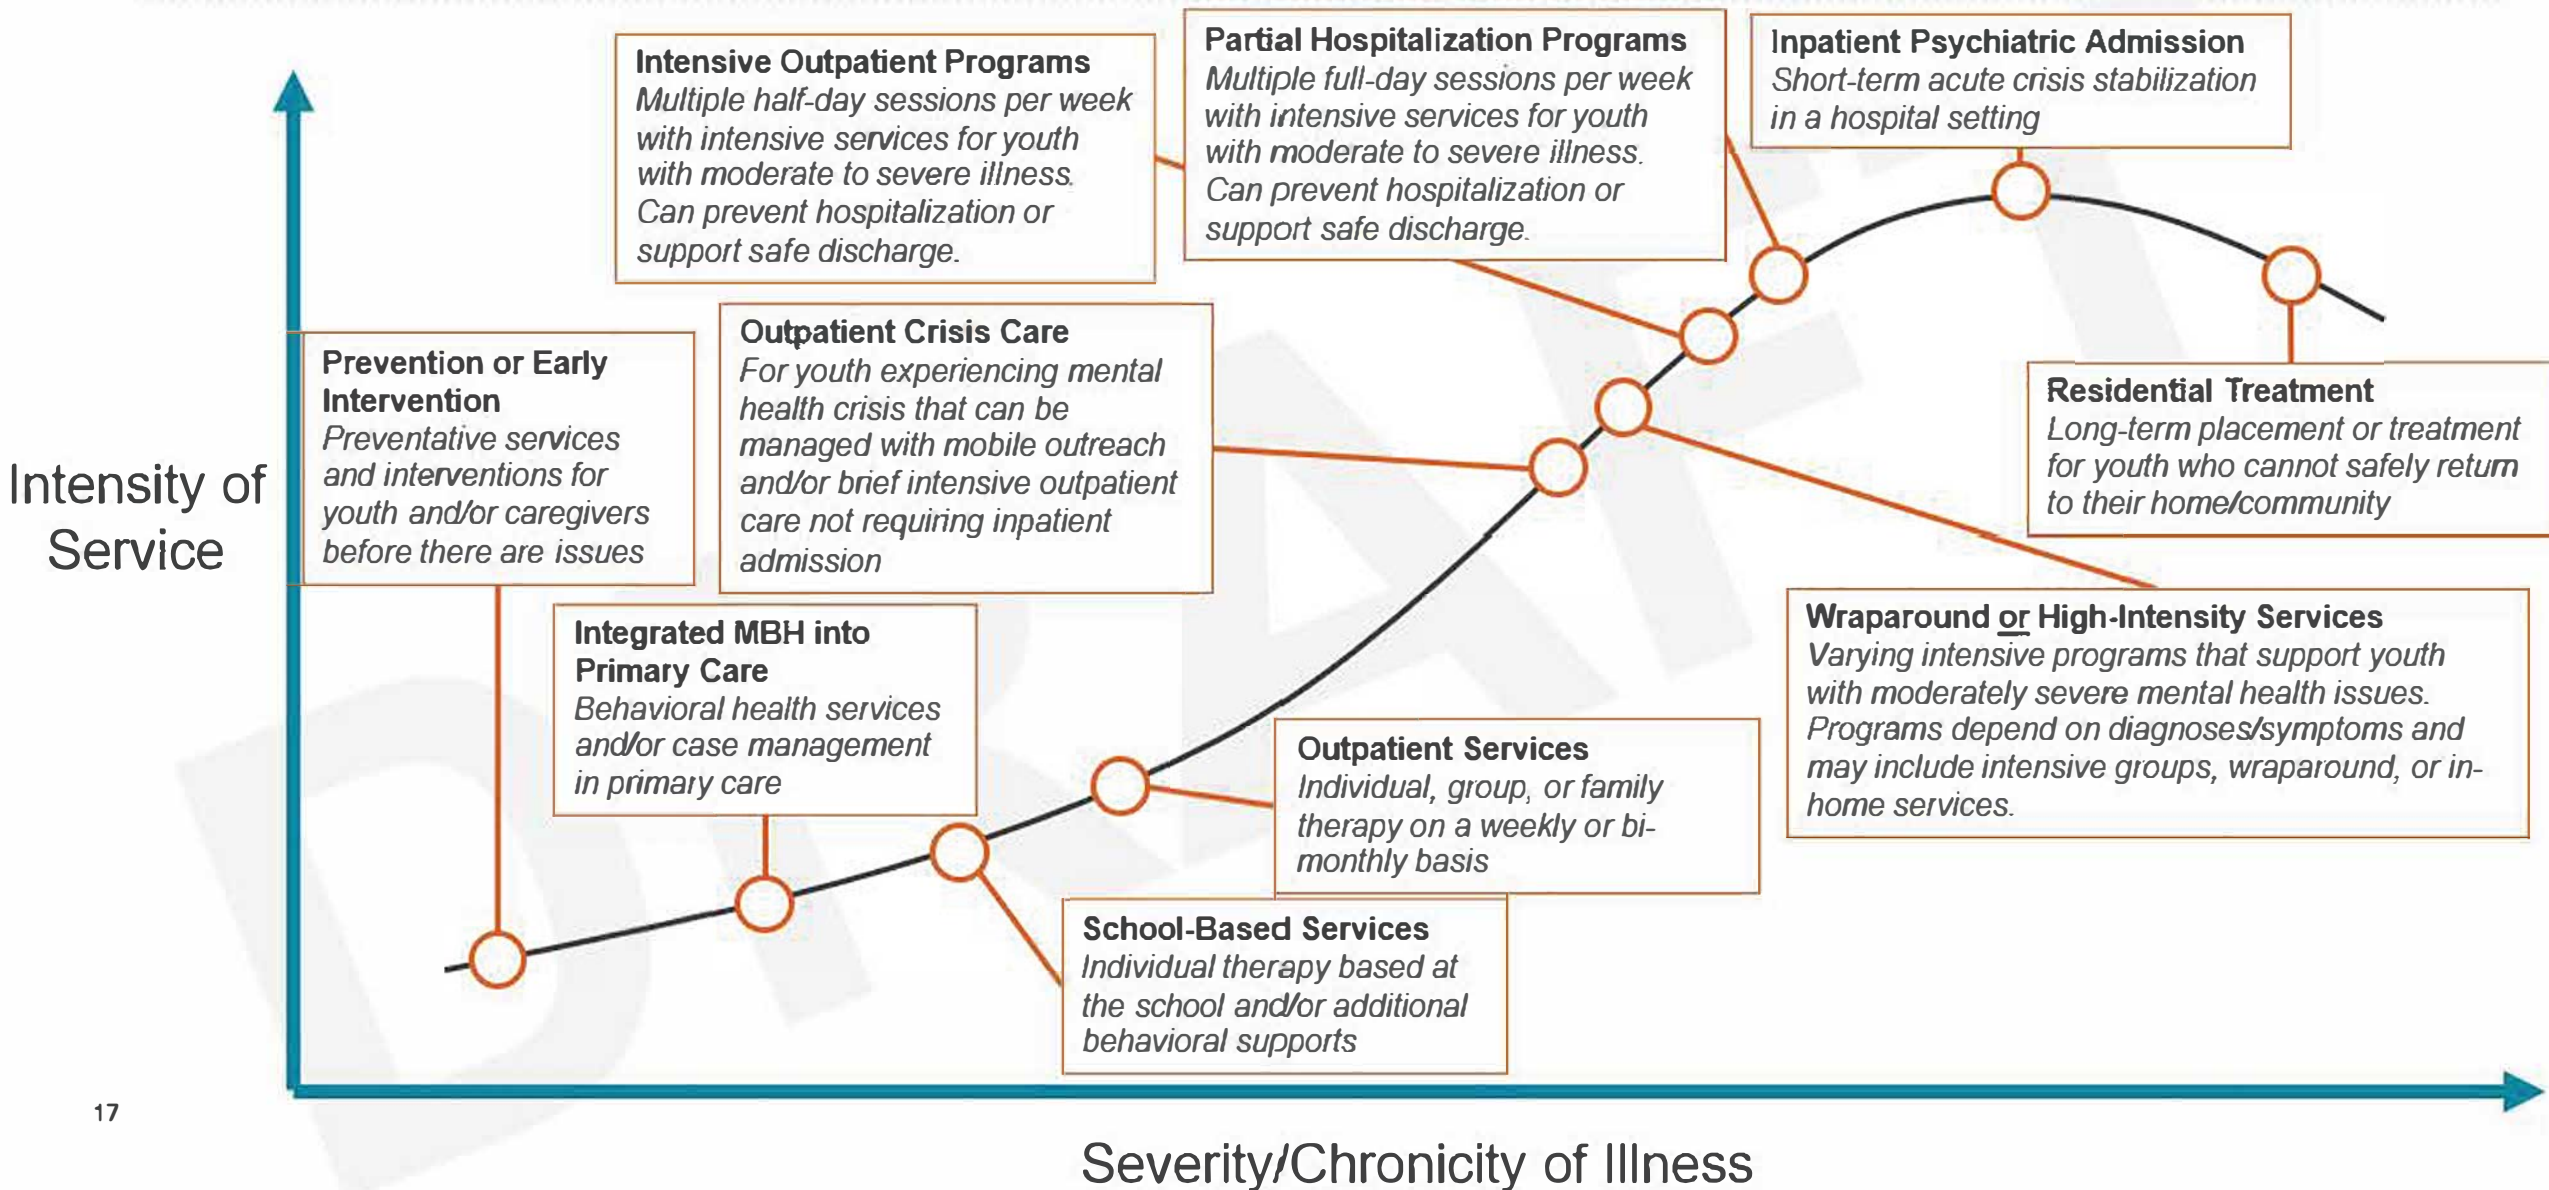 Intensive Outpatient Programs
Multiple half-day sessions per week
with intensive services for youth
with moderate to severe illness.
Can prevent hospitalization or
support safe discharge.
Partial Hospitalization Programs
Multiple full-day sessions per week
with intensive services for youth
with moderate to severe illness.
Can prevent hospitalization or
support safe discharge.
Inpatient Psychiatric Admission
Short-term acute crisis stabilization
in a hospital setting
Prevention or Early
Intervention
Preventative services
and interventions for
youth and/or caregivers
before there are issues
Outpatient Crisis Care
For youth experiencing mental
health crisis that can be
managed with mobile outreach
and/or brief intensive outpatient
care not requiring inpatient
admission
Residential Treatment
Long-term placement or treatment
for youth who cannot safely return
to their home/community
Intensity of
Service
Integrated MBH into
Primary Care
Behavioral health services
and/or case management
in primary care
Wraparound or High-Intensity Services
Varying intensive programs that support youth
with moderately severe mental health issues.
Programs depend on diagnoses/symptoms and
may include intensive groups, wraparound, or in-
home services.
Outpatient Services
Individual, group, or family
therapy on a weekly or bi-
monthly basis
School-Based Services
Individual therapy based at
the school and/or additional
behavioral supports
DRAFT
17
Severity/Chronicity of Illness